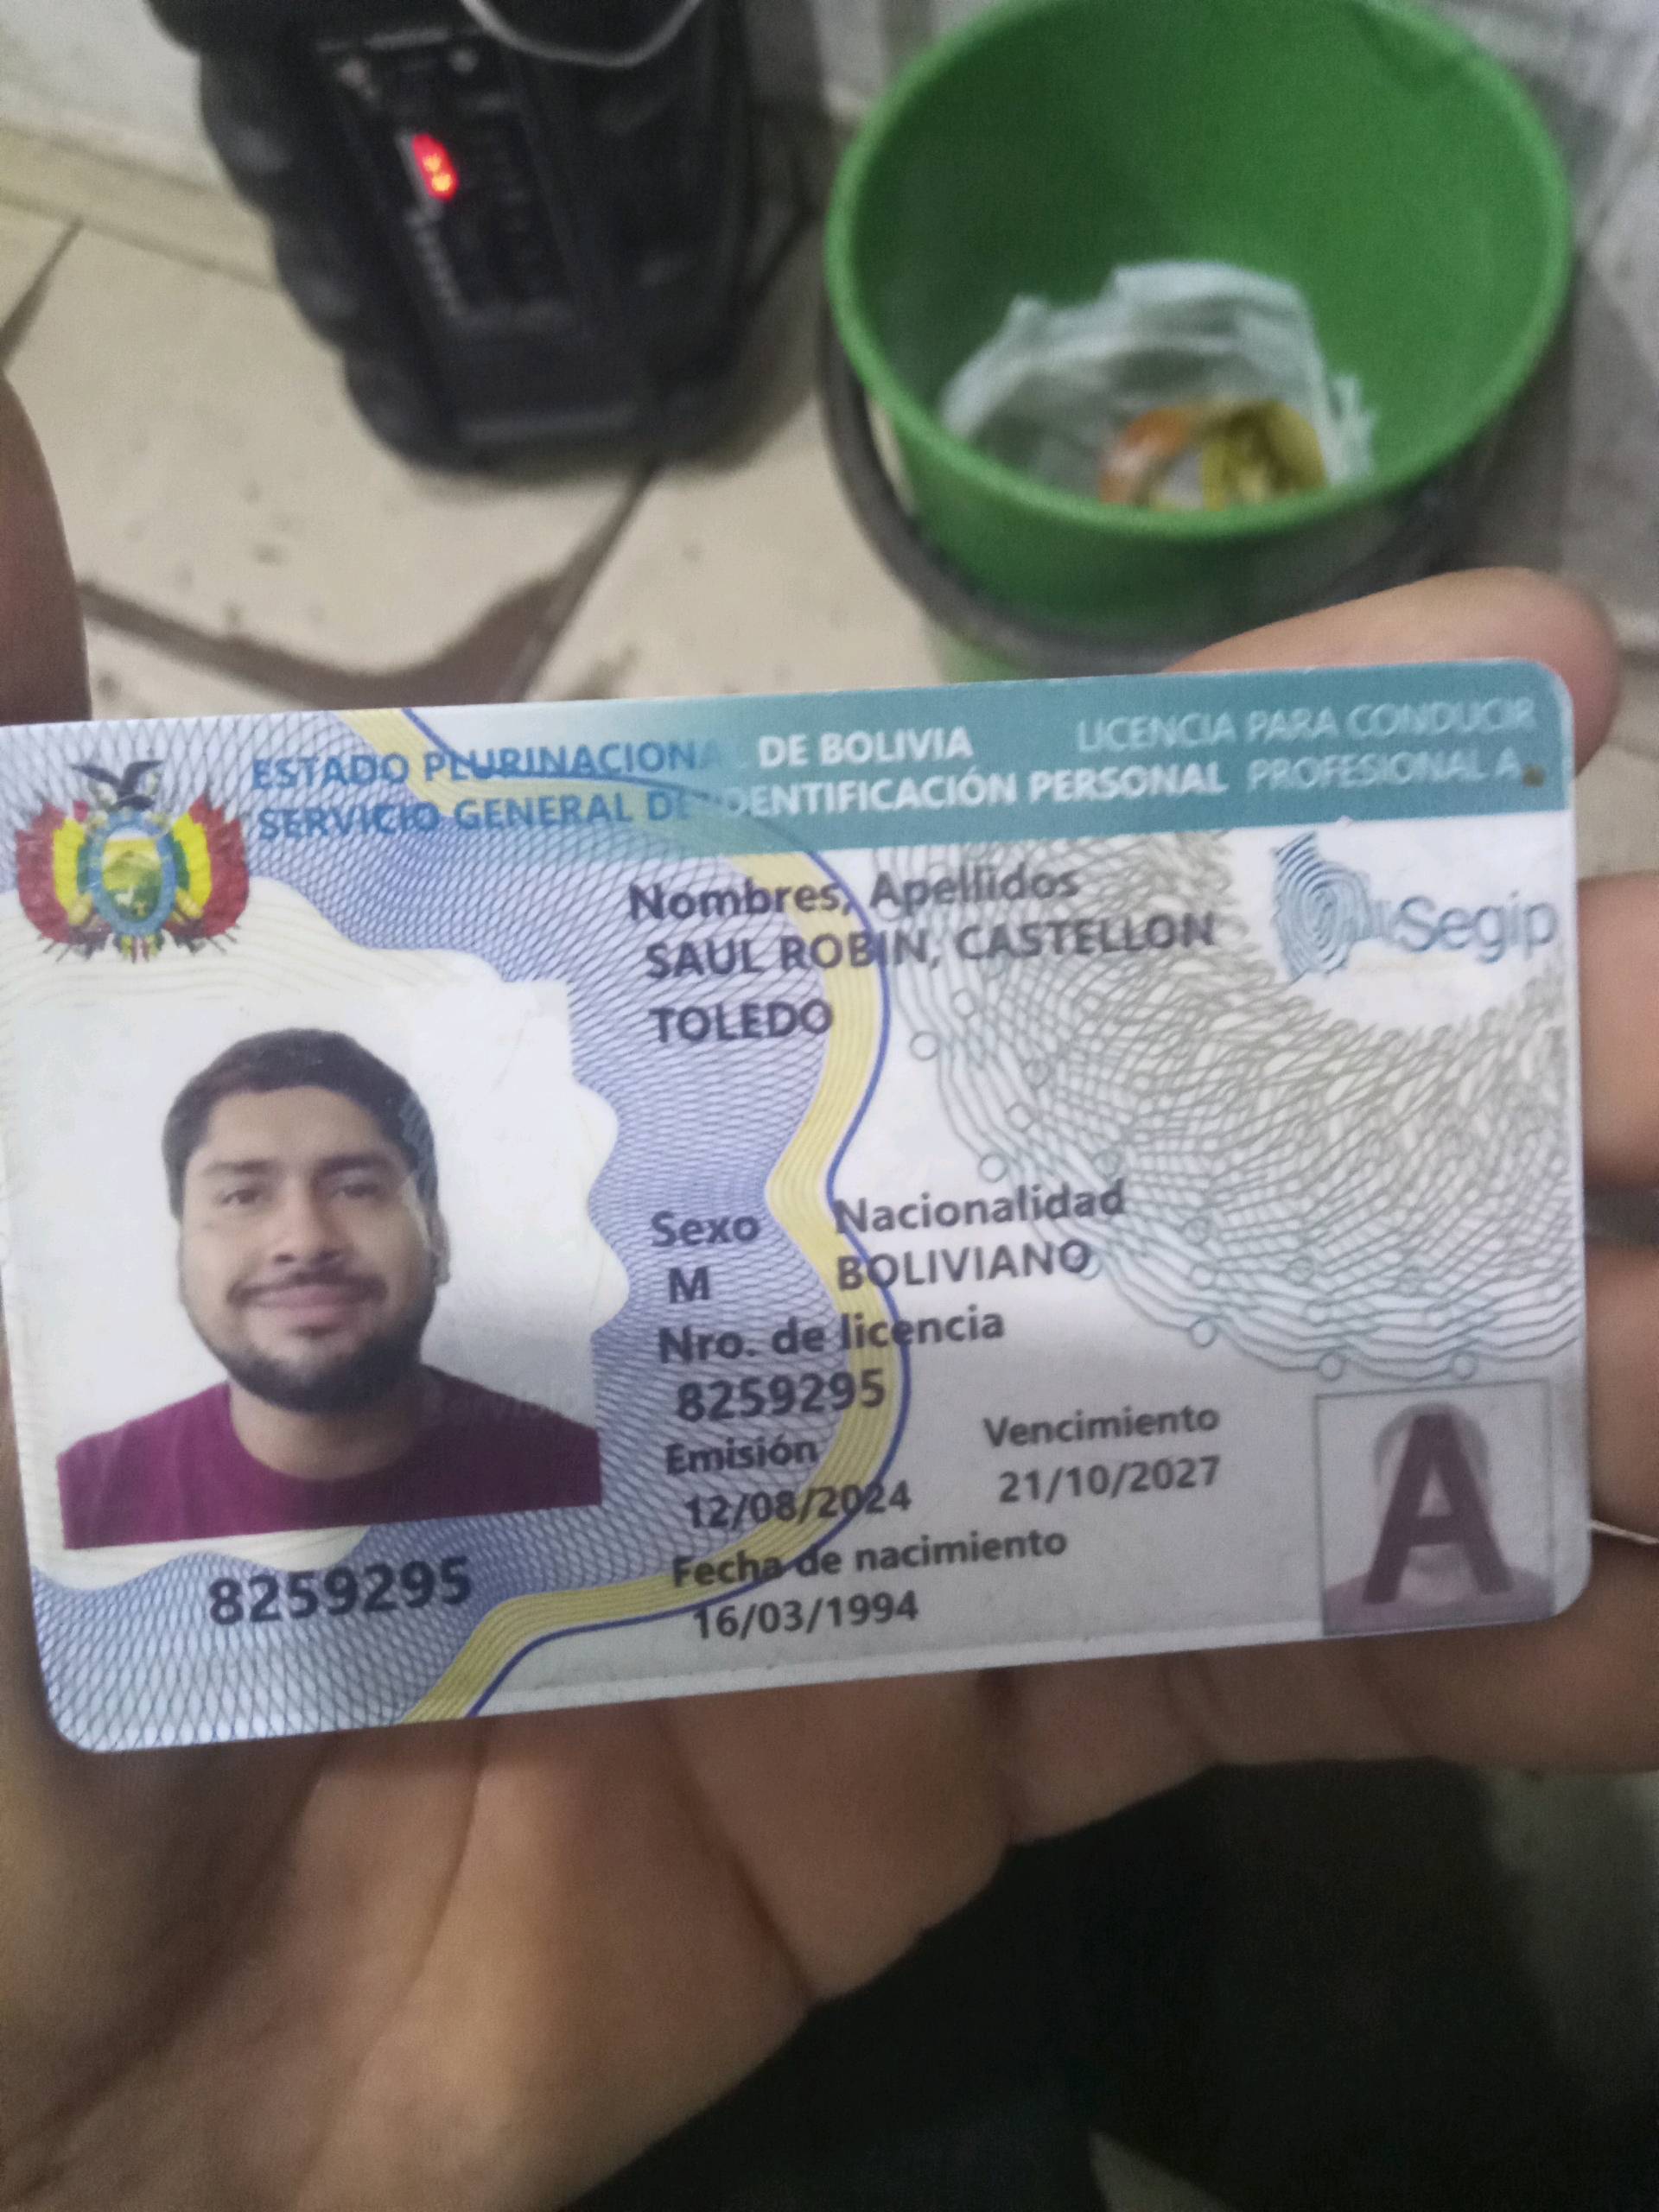 ESTADO PLURINACIONAL DE BOLIVIA
SERVICIO GENERAL DE IDENTIFICACIÓN PERSONAL
LICENCIA PARA CONDUCIR
PROFESIONAL A
Segip
Nombres, Apellidos
SAUL ROBIN, CASTELLON
TOLEDO
Sexo Nacionalidad
M BOLIVIANO
Nro. de licencia
8259295
Emisión Vencimiento
12/08/2024 21/10/2027
Fecha de nacimiento
16/03/1994
8259295
A